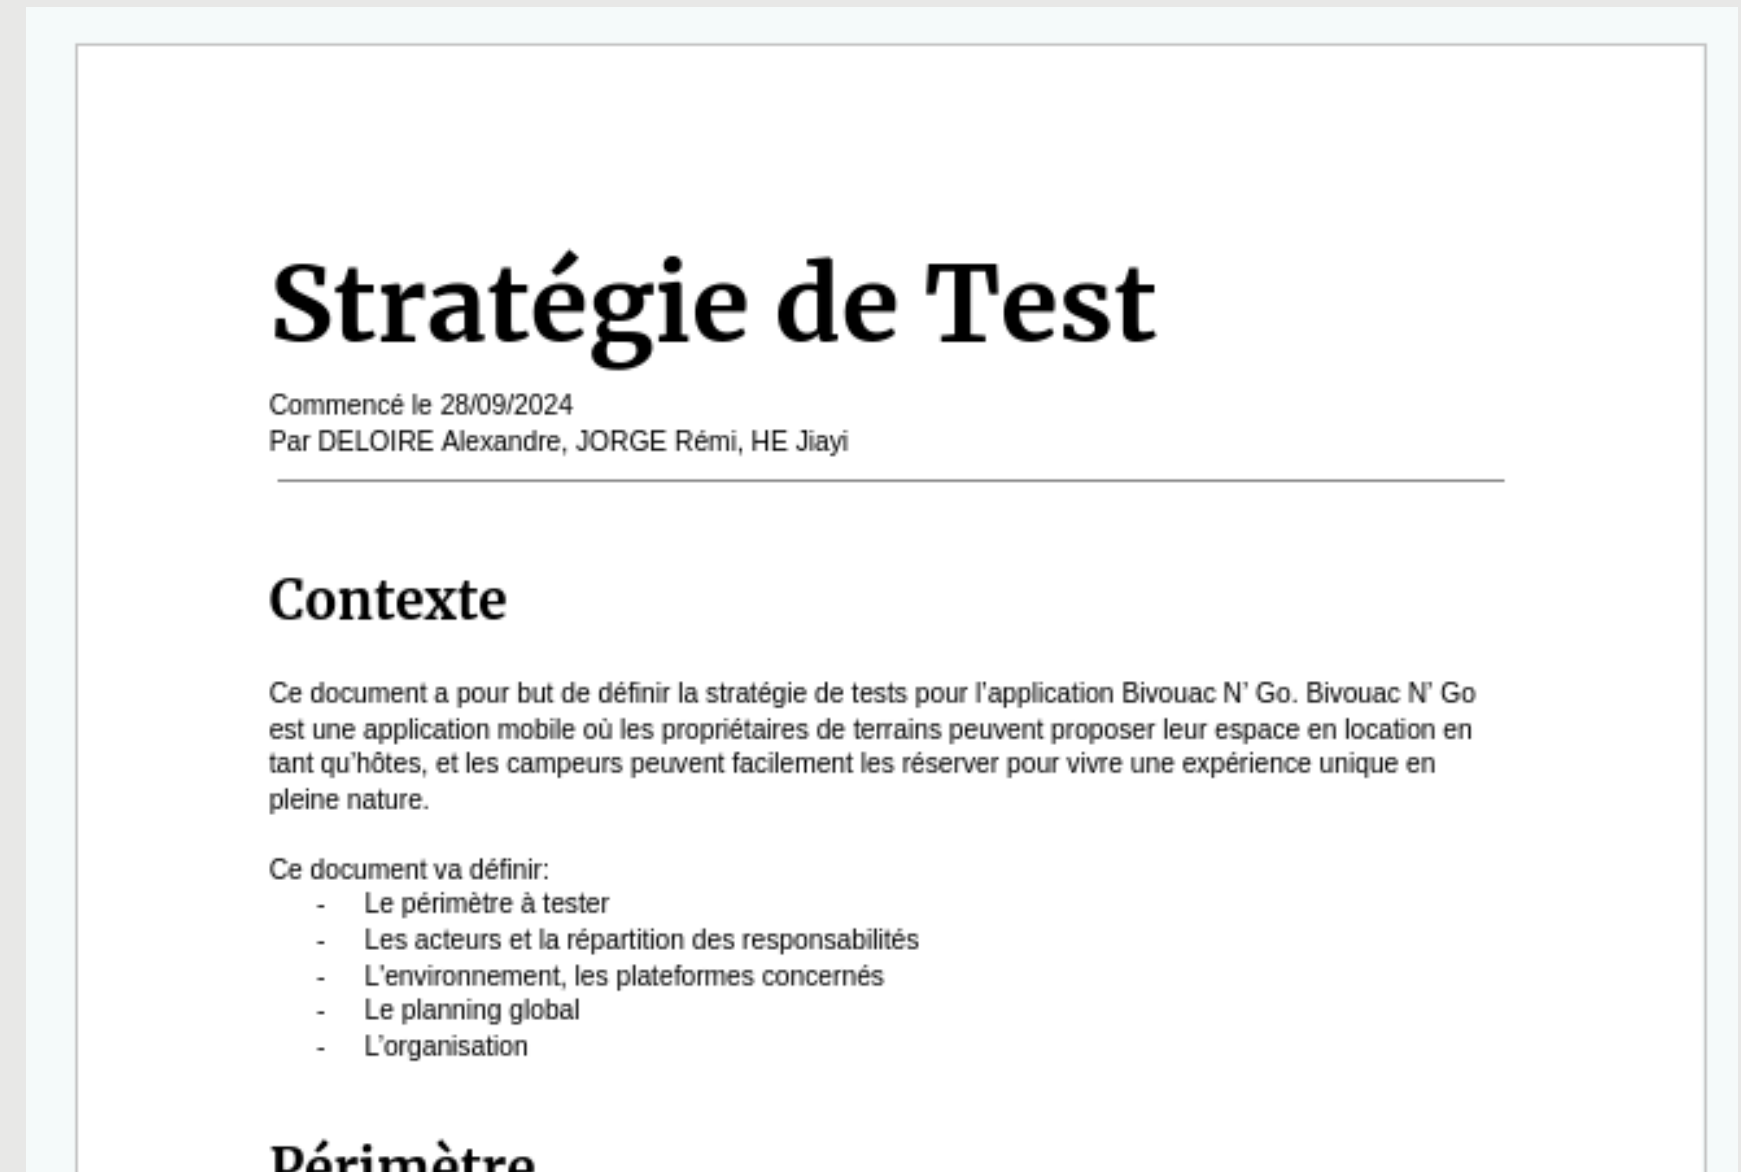 Stratégie de Test
Commencé le 28/09/2024
Par DELOIRE Alexandre, JORGE Rémi, HE Jiayi
Contexte
Ce document a pour but de définir la stratégie de tests pour l'application Bivouac N’ Go. Bivouac N’ Go
est une application mobile où les propriétaires de terrains peuvent proposer leur espace en location en
tant qu’hôtes, et les campeurs peuvent facilement les réserver pour vivre une expérience unique en
pleine nature.
Ce document va définir:
- Le périmètre à tester
- Les acteurs et la répartition des responsabilités
- L'environnement, les plateformes concernés
- Le planning global
- L’organisation
Périmètre